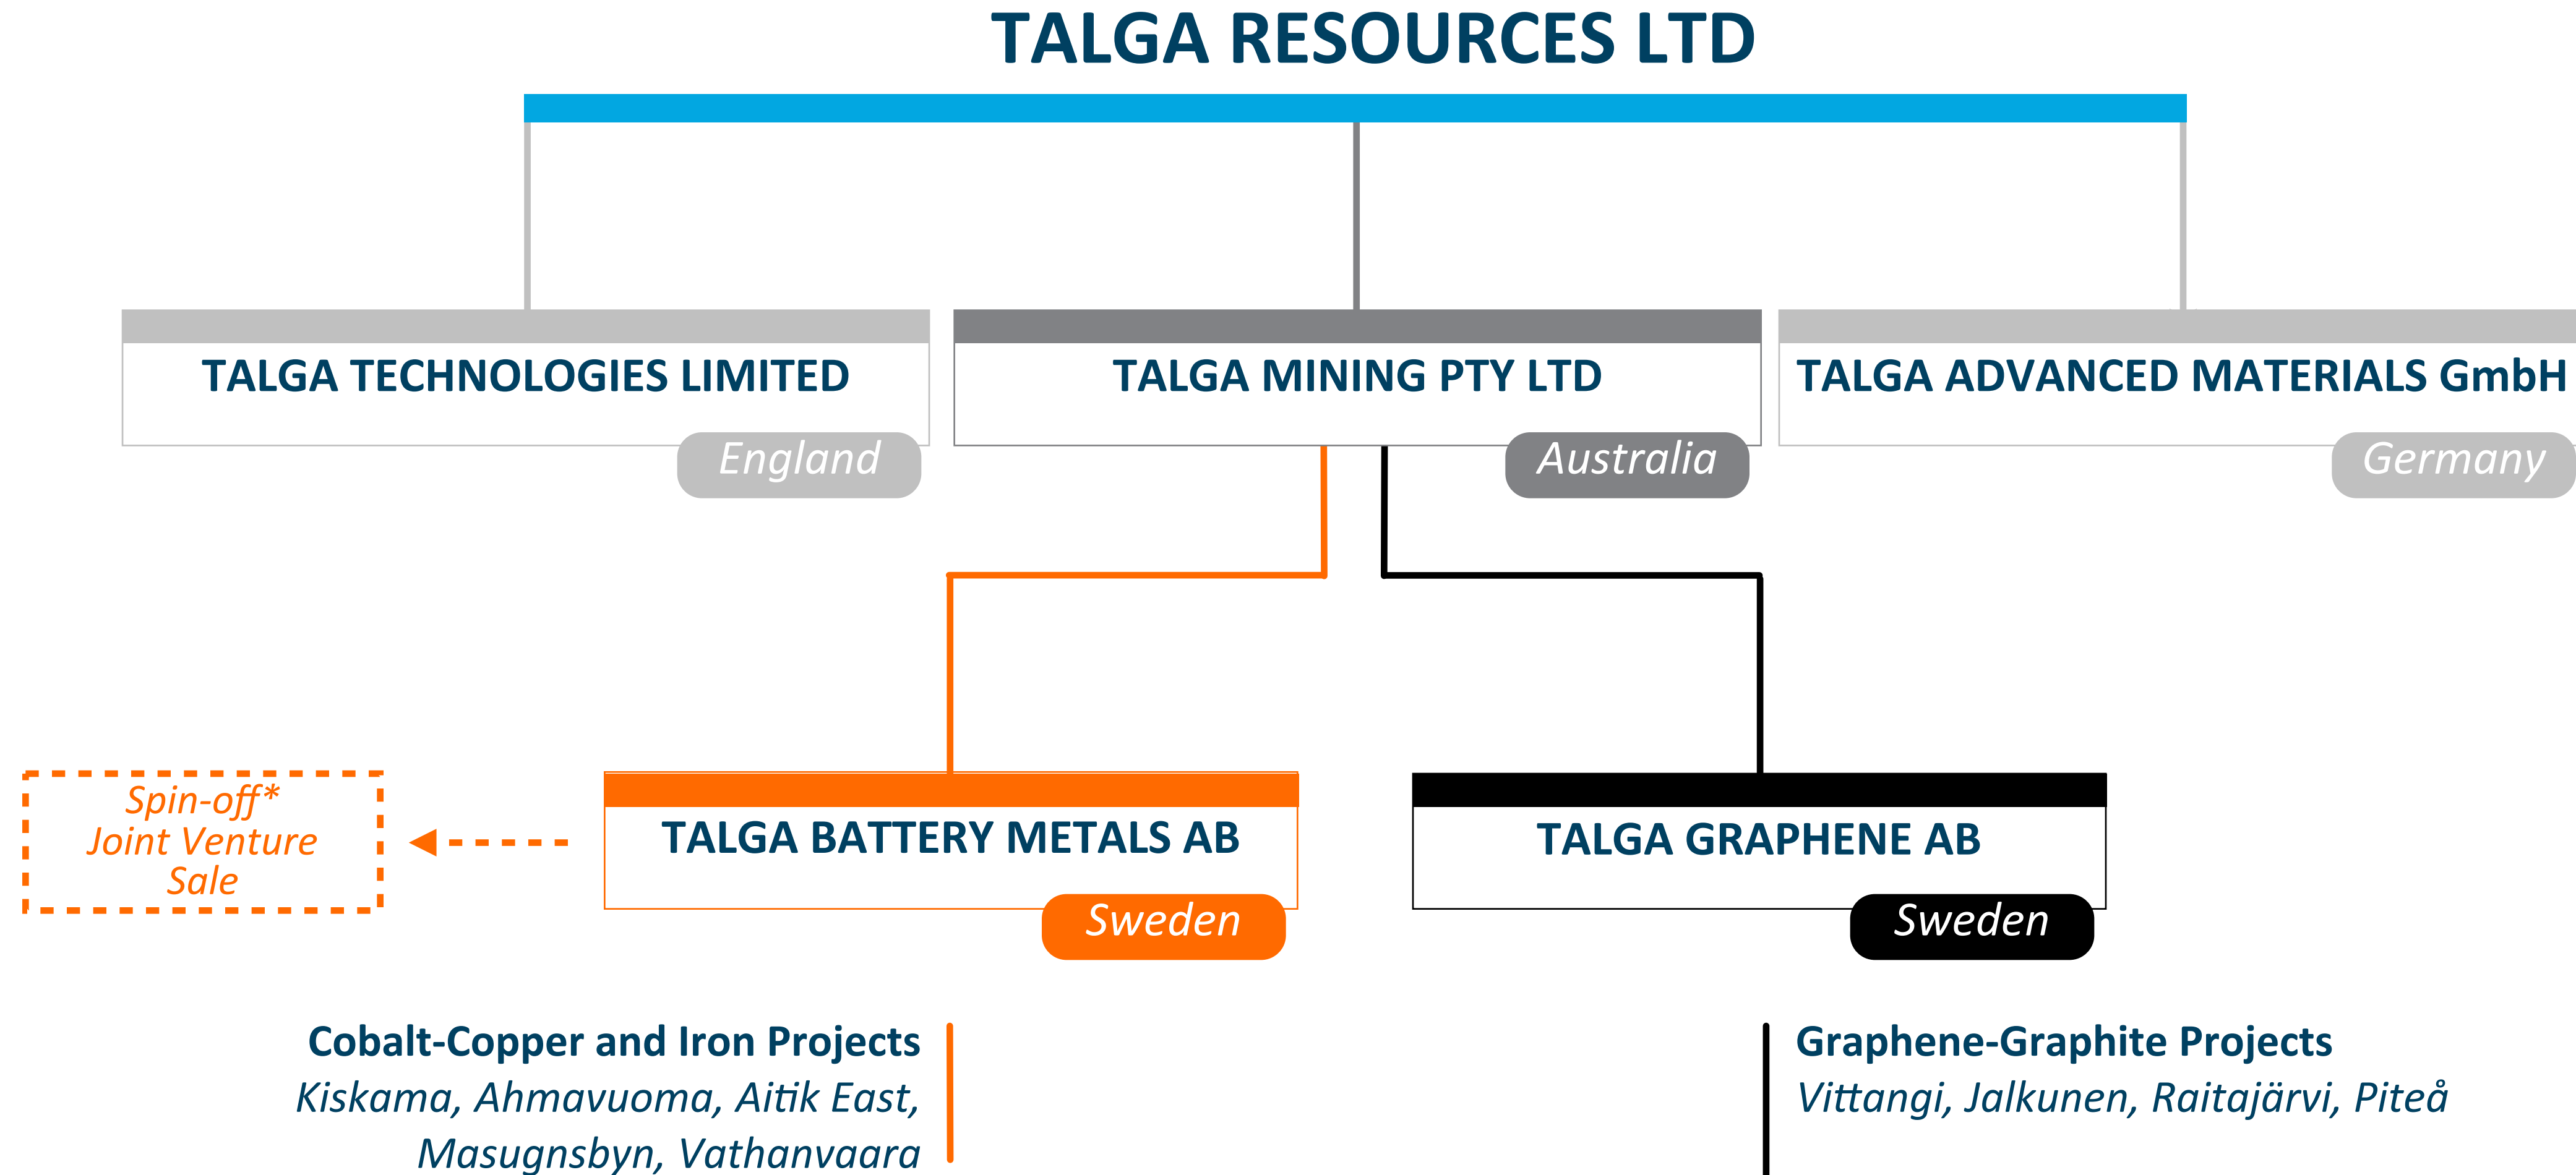 TALGA RESOURCES LTD
TALGA TECHNOLOGIES LIMITED
England
TALGA MINING PTY LTD
Australia
TALGA ADVANCED MATERIALS GmbH
Germany
Spin-off*
Joint Venture
Sale
TALGA BATTERY METALS AB
Sweden
TALGA GRAPHENE AB
Sweden
Cobalt-Copper and Iron Projects
Kiskama, Ahmavuoma, Aitik East,
Masugnsbyn, Vathanvaara
Graphene-Graphite Projects
Vittangi, Jalkunen, Raitajärvi, Piteå